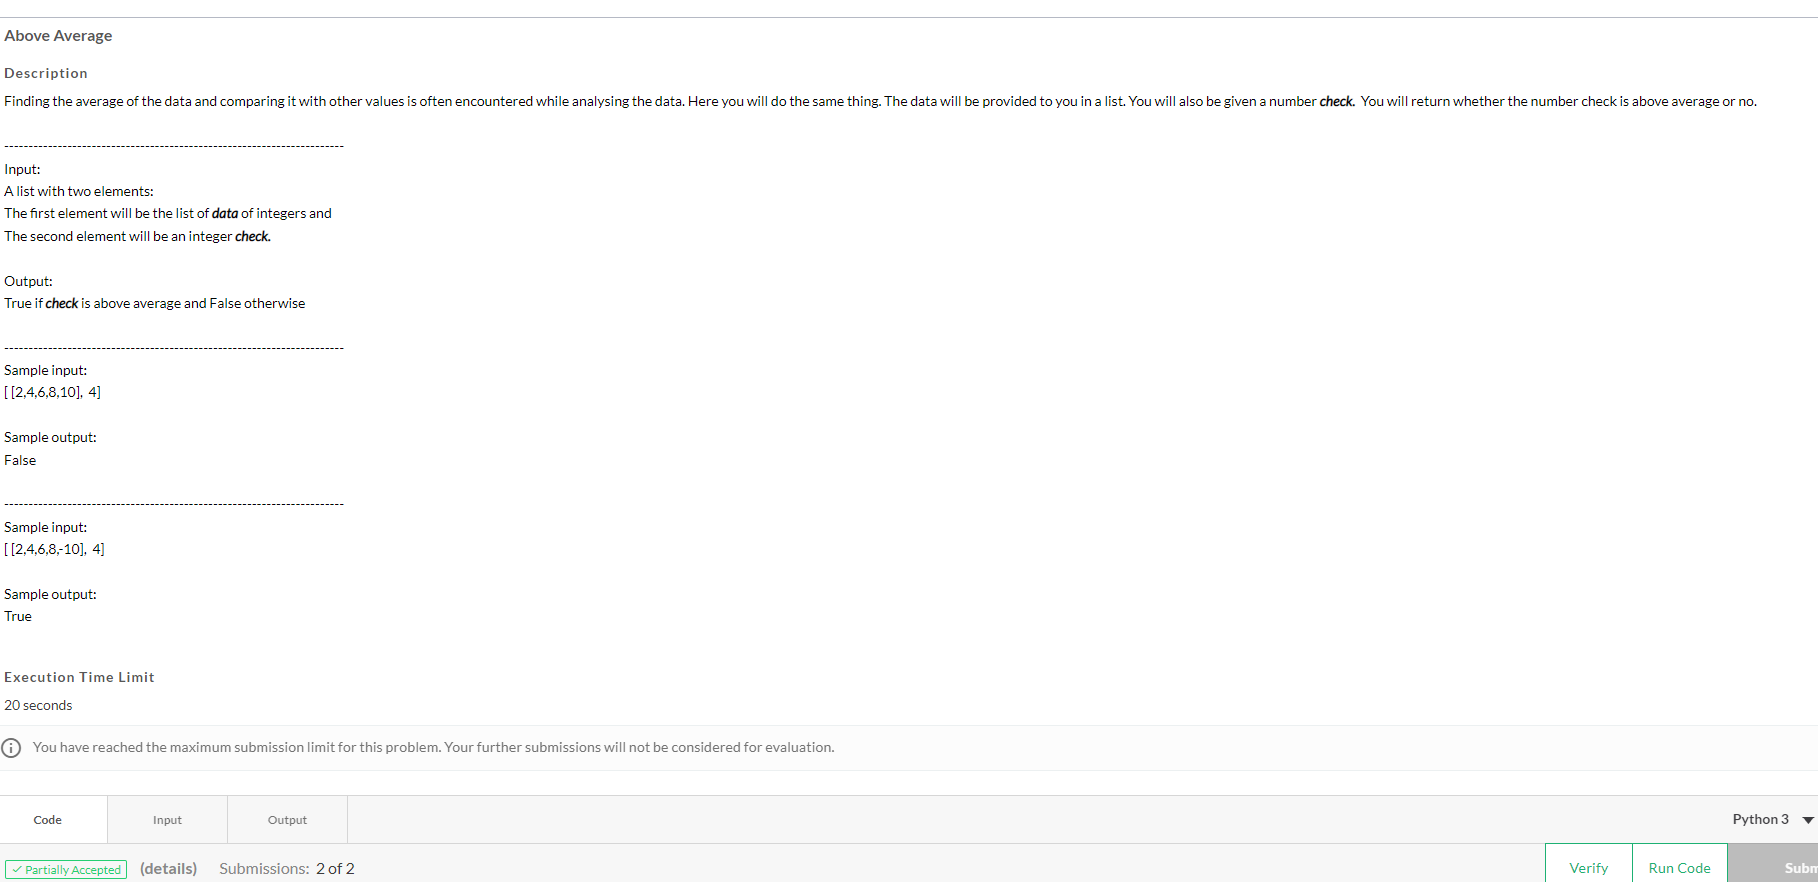 Above Average
Description
Finding the average of the data and comparing it with other values is often encountered while analysing the data. Here you will do the same thing. The data will be provided to you in a list. You will also be given a number check. You will return whether the number check is above average or no.
----------------------------------------------------------------------
Input:
A list with two elements:
The first element will be the list of data of integers and
The second element will be an integer check.
Output:
True if check is above average and False otherwise
----------------------------------------------------------------------
Sample input:
[ [2,4,6,8,10], 4]
Sample output:
False
----------------------------------------------------------------------
Sample input:
[ [2,4,6,8,-10], 4]
Sample output:
True
Execution Time Limit
20 seconds
You have reached the maximum submission limit for this problem. Your further submissions will not be considered for evaluation.
Code Input Output Python 3
✓ Partially Accepted (details) Submissions: 2 of 2 Verify Run Code Subm